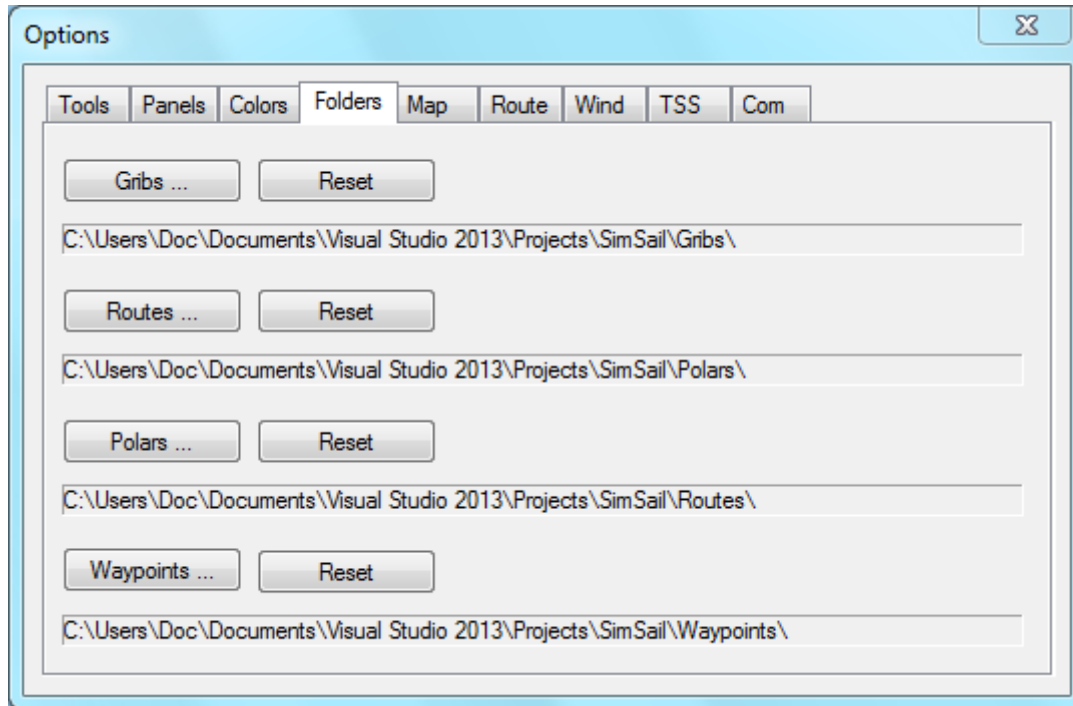 Options
Tools Panels Colors Folders Map Route Wind TSS Com
Gribs ... Reset
C:\Users\Doc\Documents\Visual Studio 2013\Projects\SimSail\Gribs\
Routes ... Reset
C:\Users\Doc\Documents\Visual Studio 2013\Projects\SimSail\Polars\
Polars ... Reset
C:\Users\Doc\Documents\Visual Studio 2013\Projects\SimSail\Routes\
Waypoints ... Reset
C:\Users\Doc\Documents\Visual Studio 2013\Projects\SimSail\Waypoints\